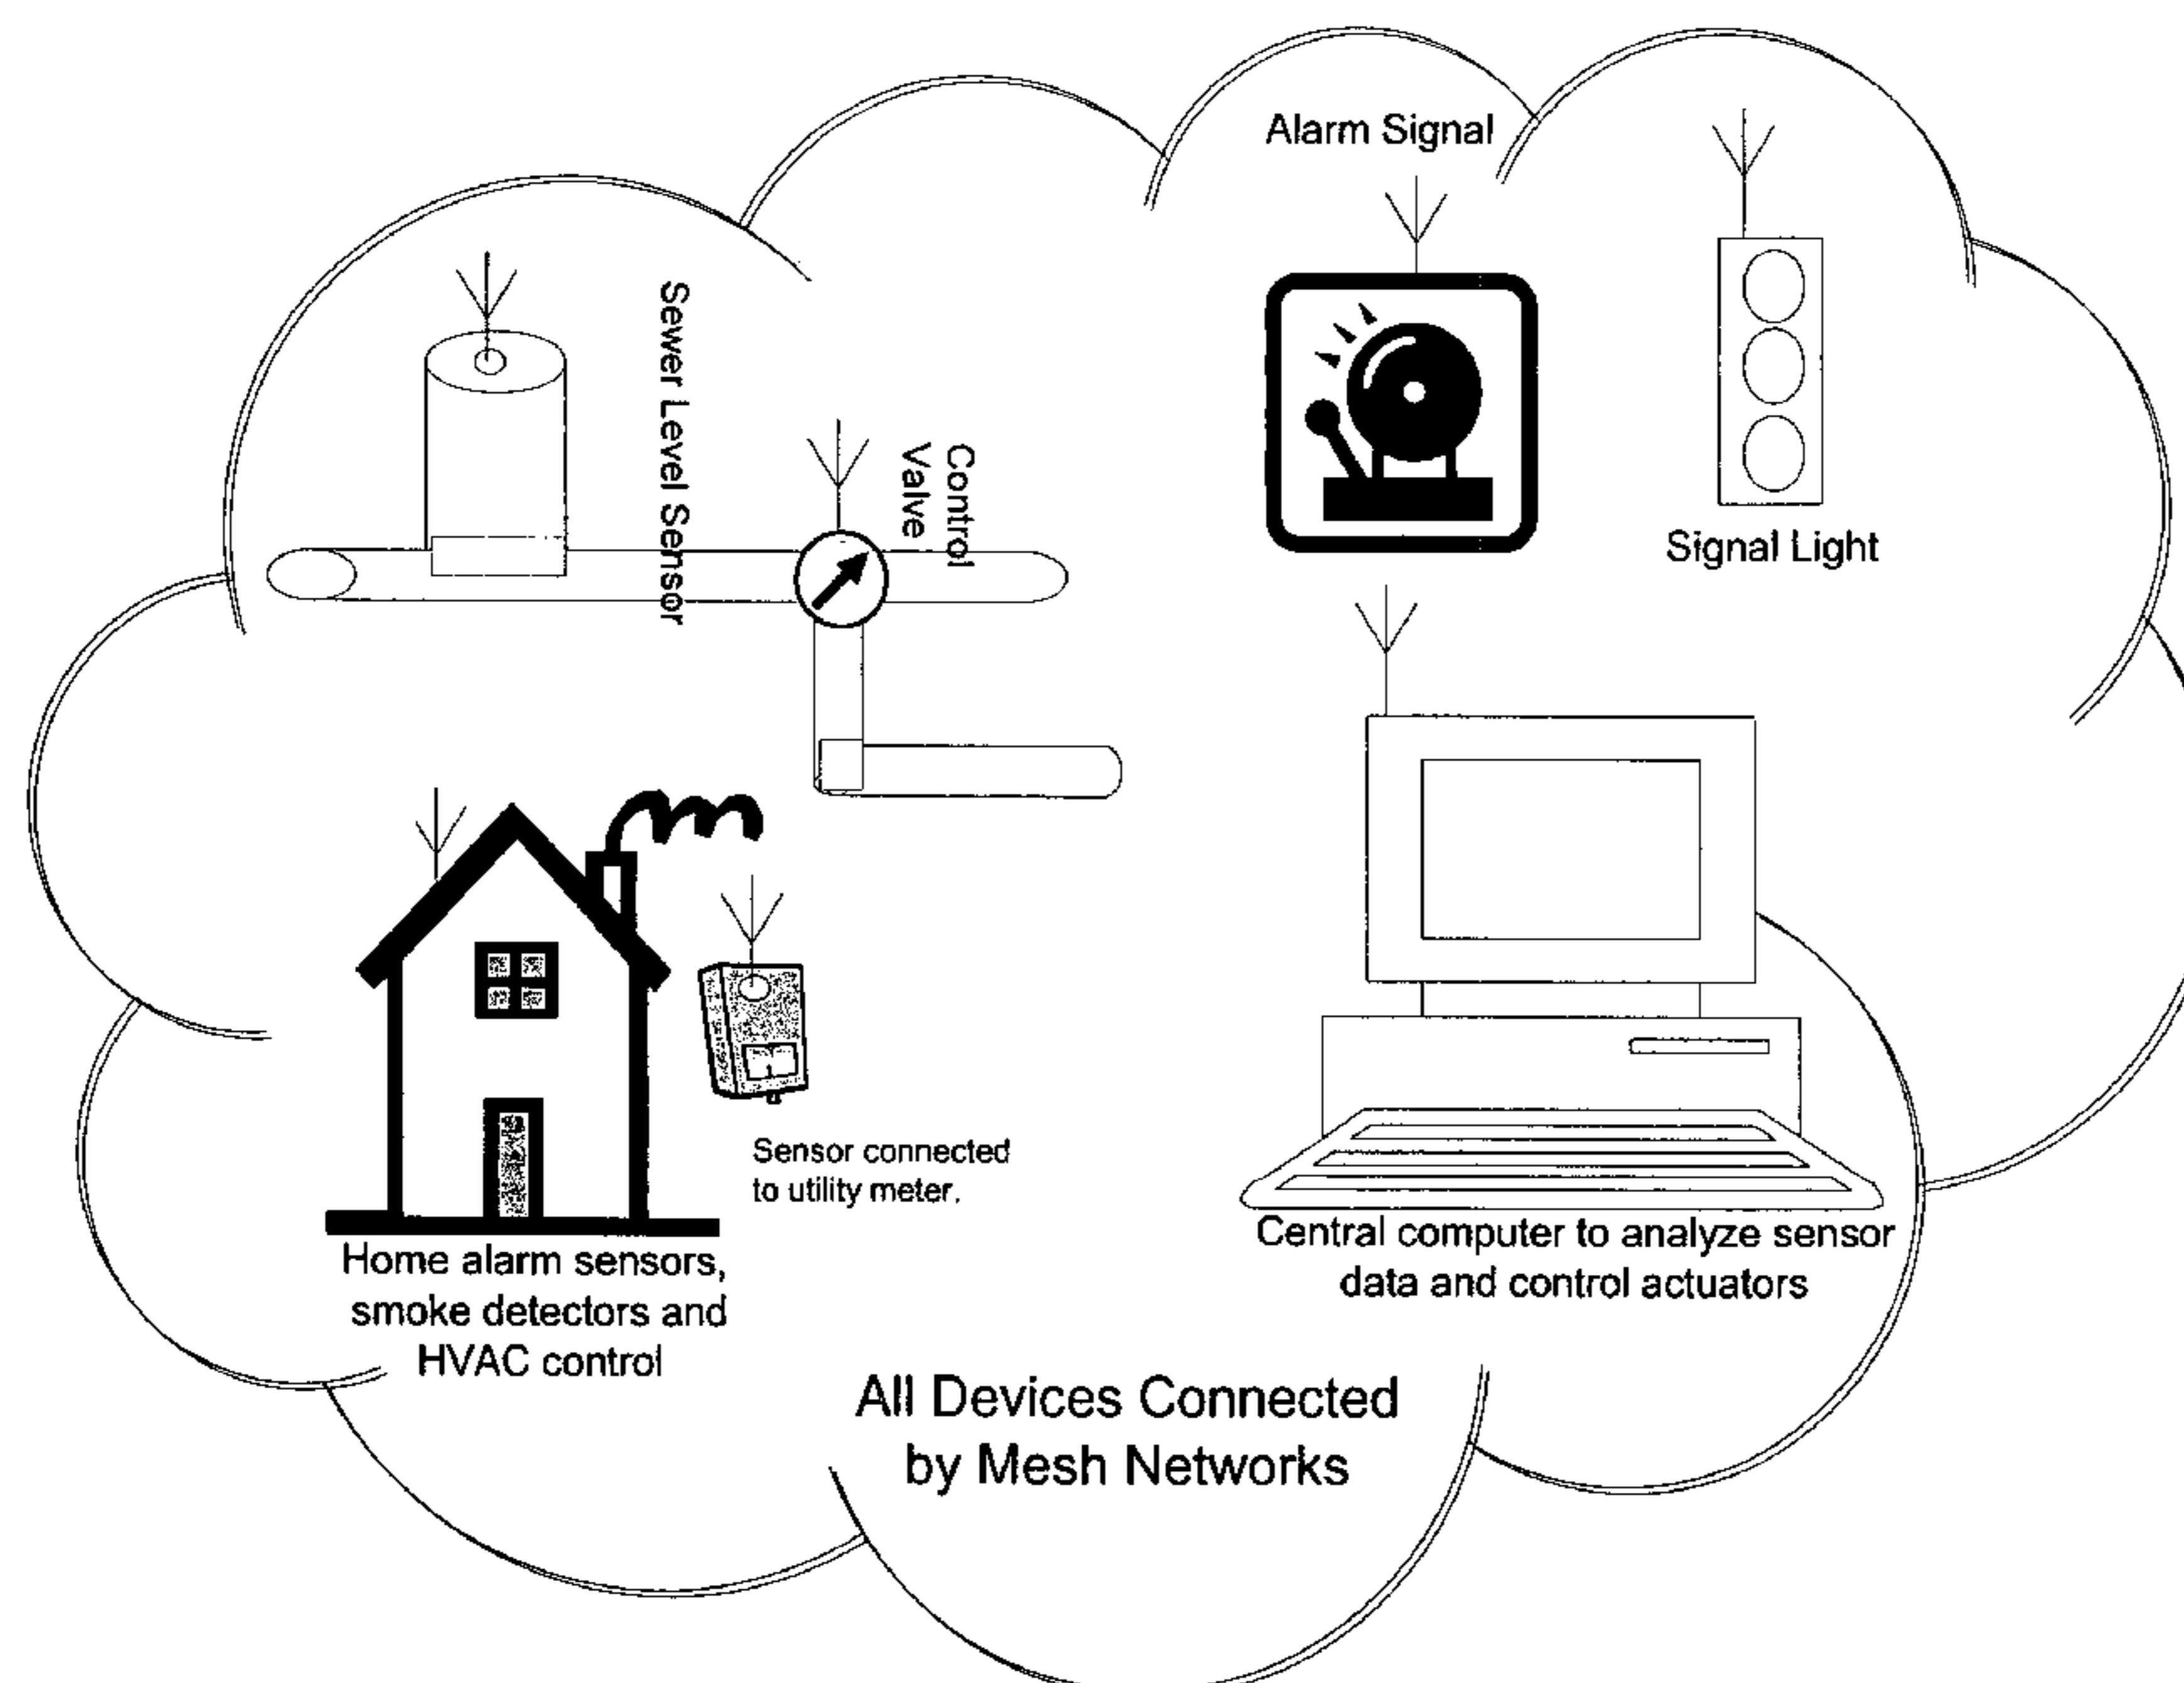 Alarm Signal
Sewer Level Sensor
Control
Valve
Signal Light
Sensor connected
to utility meter.
Home alarm sensors,
smoke detectors and
HVAC control
Central computer to analyze sensor
data and control actuators
All Devices Connected
by Mesh Networks